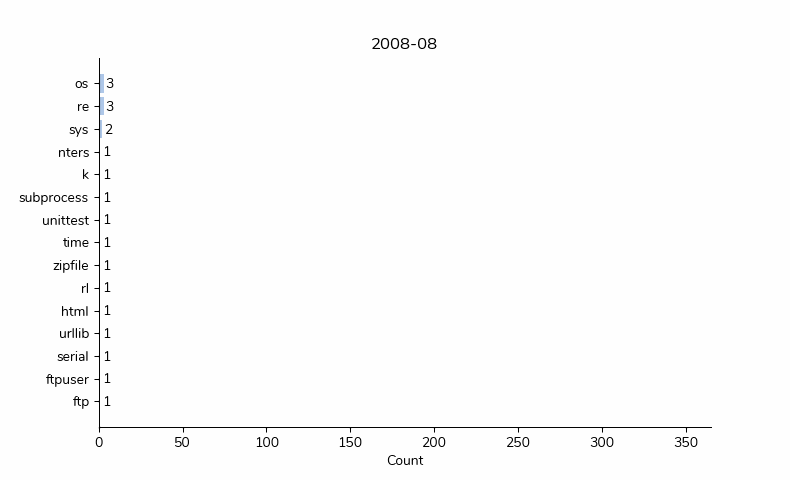 2008-08
os 3
re 3
sys 2
nters 1
k 1
subprocess 1
unittest 1
time 1
zipfile 1
rl 1
html 1
urllib 1
serial 1
ftpuser 1
ftp 1
0 50 100 150 200 250 300 350
Count